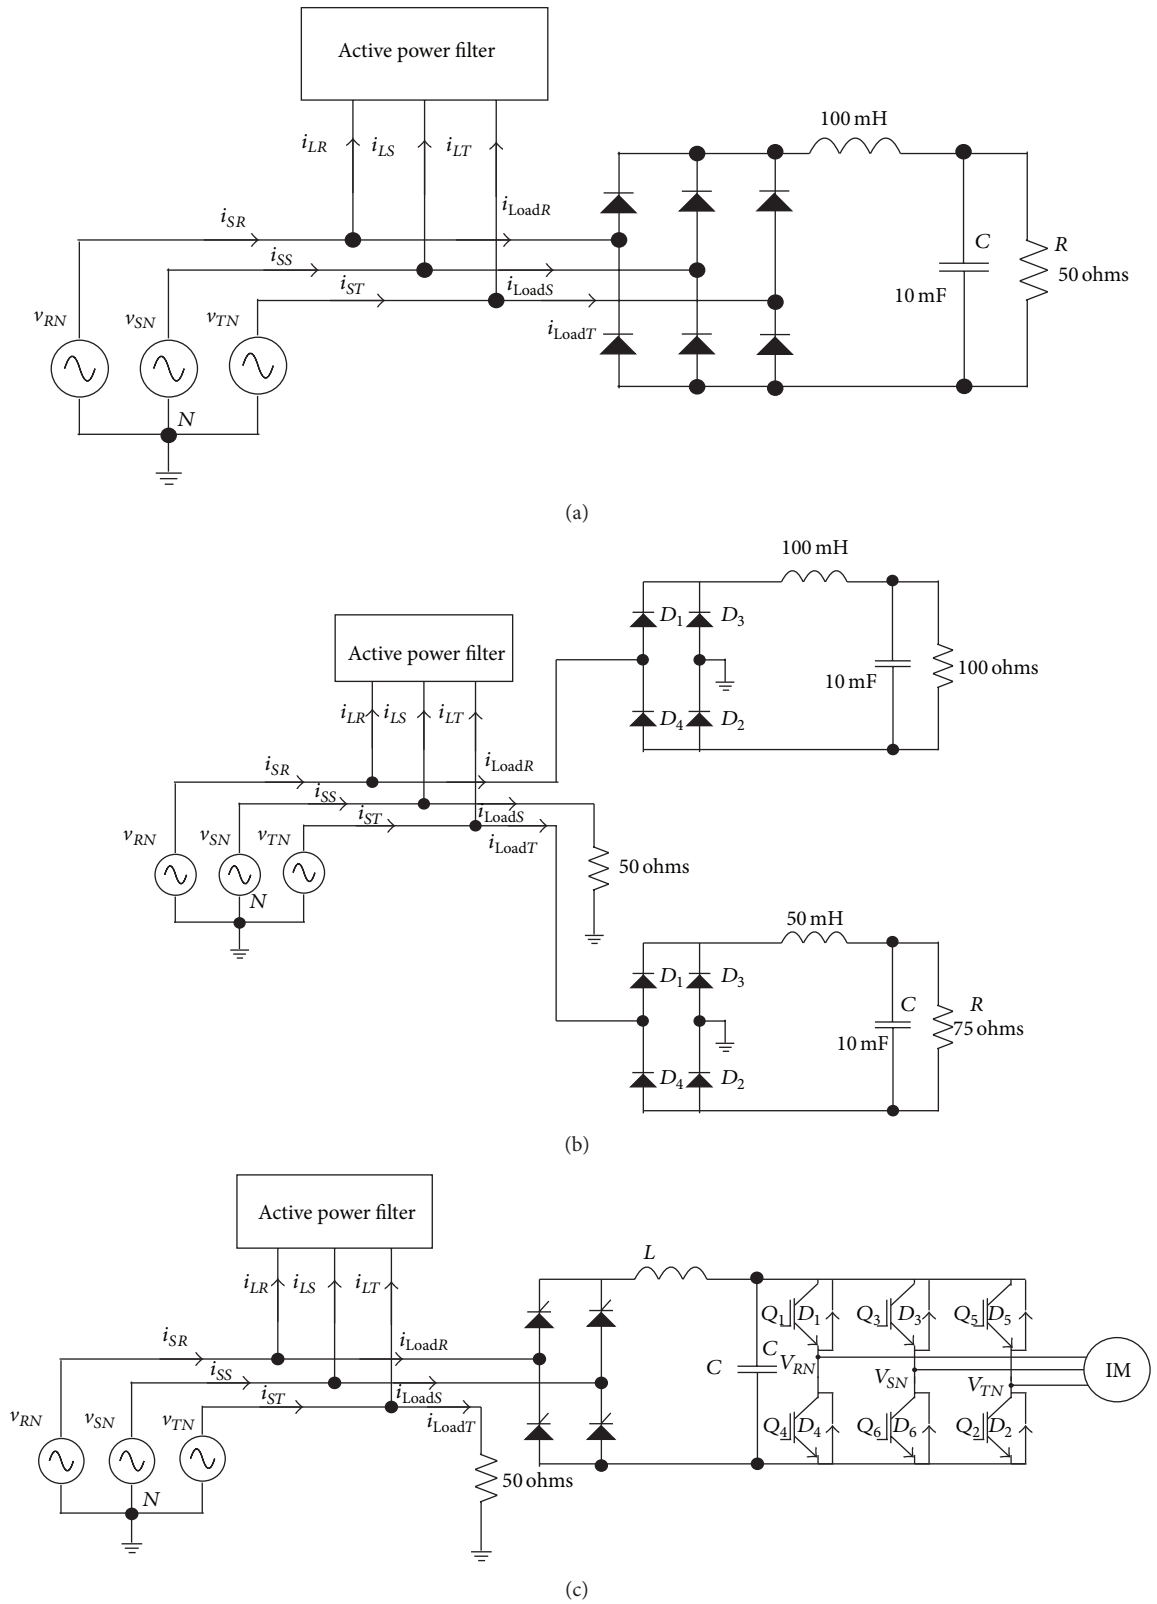 Active power filter
100 mH
i_LR i_LS i_LT
i_LoadR
i_SR
i_SS
C
R
i_ST
i_LoadS
10 mF
50 ohms
v_RN v_SN v_TN
i_LoadT
N
(a)
100 mH
D_1 D_3
Active power filter
10 mF
100 ohms
i_LR i_LS i_LT
D_4 D_2
i_SR
i_LoadR
i_SS
i_ST
i_LoadS
v_RN v_SN v_TN
i_LoadT
50 ohms
N
50 mH
D_1 D_3
C
R
10 mF
75 ohms
D_4 D_2
(b)
Active power filter
L
i_LR i_LS i_LT
Q_1 D_1 Q_3 D_3 Q_5 D_5
i_SR
i_LoadR
C
C
V_RN
IM
i_SS
V_SN
i_ST
i_LoadS
V_TN
v_RN v_SN v_TN
i_LoadT
Q_4 D_4 Q_6 D_6 Q_2 D_2
50 ohms
N
(c)